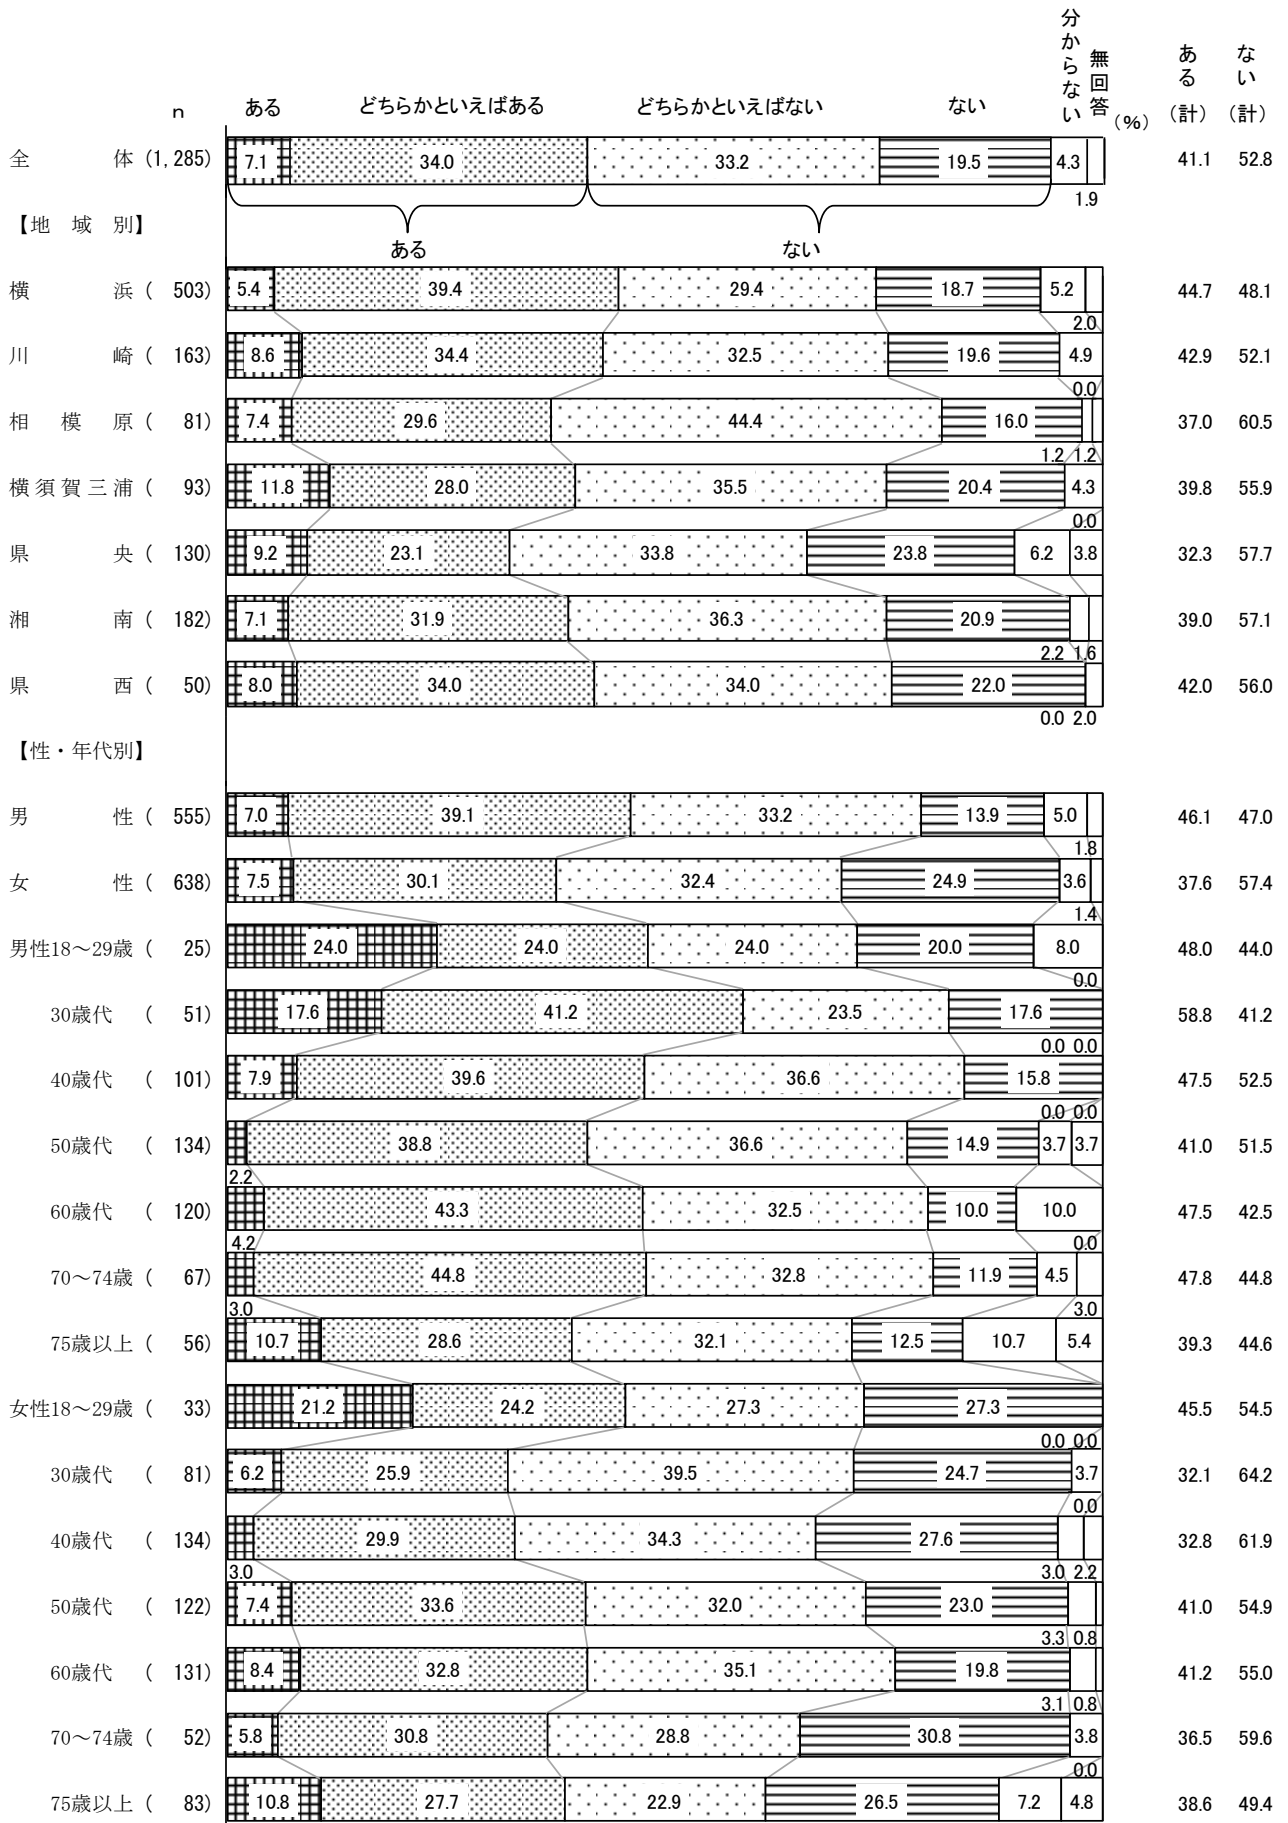 分からない
無回答
ある
ない
n ある どちらかといえばある どちらかといえばない ない (%) (計) (計)
全体(1,285) 7.1 34.0 33.2 19.5 4.3 41.1 52.8
1.9
【地域別】
ある ない
横浜( 503) 5.4 39.4 29.4 18.7 5.2 44.7 48.1
2.0
川崎( 163) 8.6 34.4 32.5 19.6 4.9 42.9 52.1
0.0
相模原( 81) 7.4 29.6 44.4 16.0 37.0 60.5
1.2 1.2
横須賀三浦( 93) 11.8 28.0 35.5 20.4 4.3 39.8 55.9
0.0
県央( 130) 9.2 23.1 33.8 23.8 6.2 3.8 32.3 57.7
湘南( 182) 7.1 31.9 36.3 20.9 39.0 57.1
2.2 1.6
県西( 50) 8.0 34.0 34.0 22.0 42.0 56.0
0.0 2.0
【性・年代別】
男性( 555) 7.0 39.1 33.2 13.9 5.0 46.1 47.0
1.8
女性( 638) 7.5 30.1 32.4 24.9 3.6 37.6 57.4
1.4
男性18～29歳( 25) 24.0 24.0 24.0 20.0 8.0 48.0 44.0
0.0
30歳代( 51) 17.6 41.2 23.5 17.6 58.8 41.2
0.0 0.0
40歳代( 101) 7.9 39.6 36.6 15.8 47.5 52.5
0.0 0.0
50歳代( 134) 38.8 36.6 14.9 3.7 3.7 41.0 51.5
2.2
60歳代( 120) 43.3 32.5 10.0 10.0 47.5 42.5
4.2 0.0
70～74歳( 67) 44.8 32.8 11.9 4.5 47.8 44.8
3.0 3.0
75歳以上( 56) 10.7 28.6 32.1 12.5 10.7 5.4 39.3 44.6
女性18～29歳( 33) 21.2 24.2 27.3 27.3 45.5 54.5
0.0 0.0
30歳代( 81) 6.2 25.9 39.5 24.7 3.7 32.1 64.2
0.0
40歳代( 134) 29.9 34.3 27.6 32.8 61.9
3.0 3.0 2.2
50歳代( 122) 7.4 33.6 32.0 23.0 41.0 54.9
3.3 0.8
60歳代( 131) 8.4 32.8 35.1 19.8 41.2 55.0
3.1 0.8
70～74歳( 52) 5.8 30.8 28.8 30.8 3.8 36.5 59.6
0.0
75歳以上( 83) 10.8 27.7 22.9 26.5 7.2 4.8 38.6 49.4